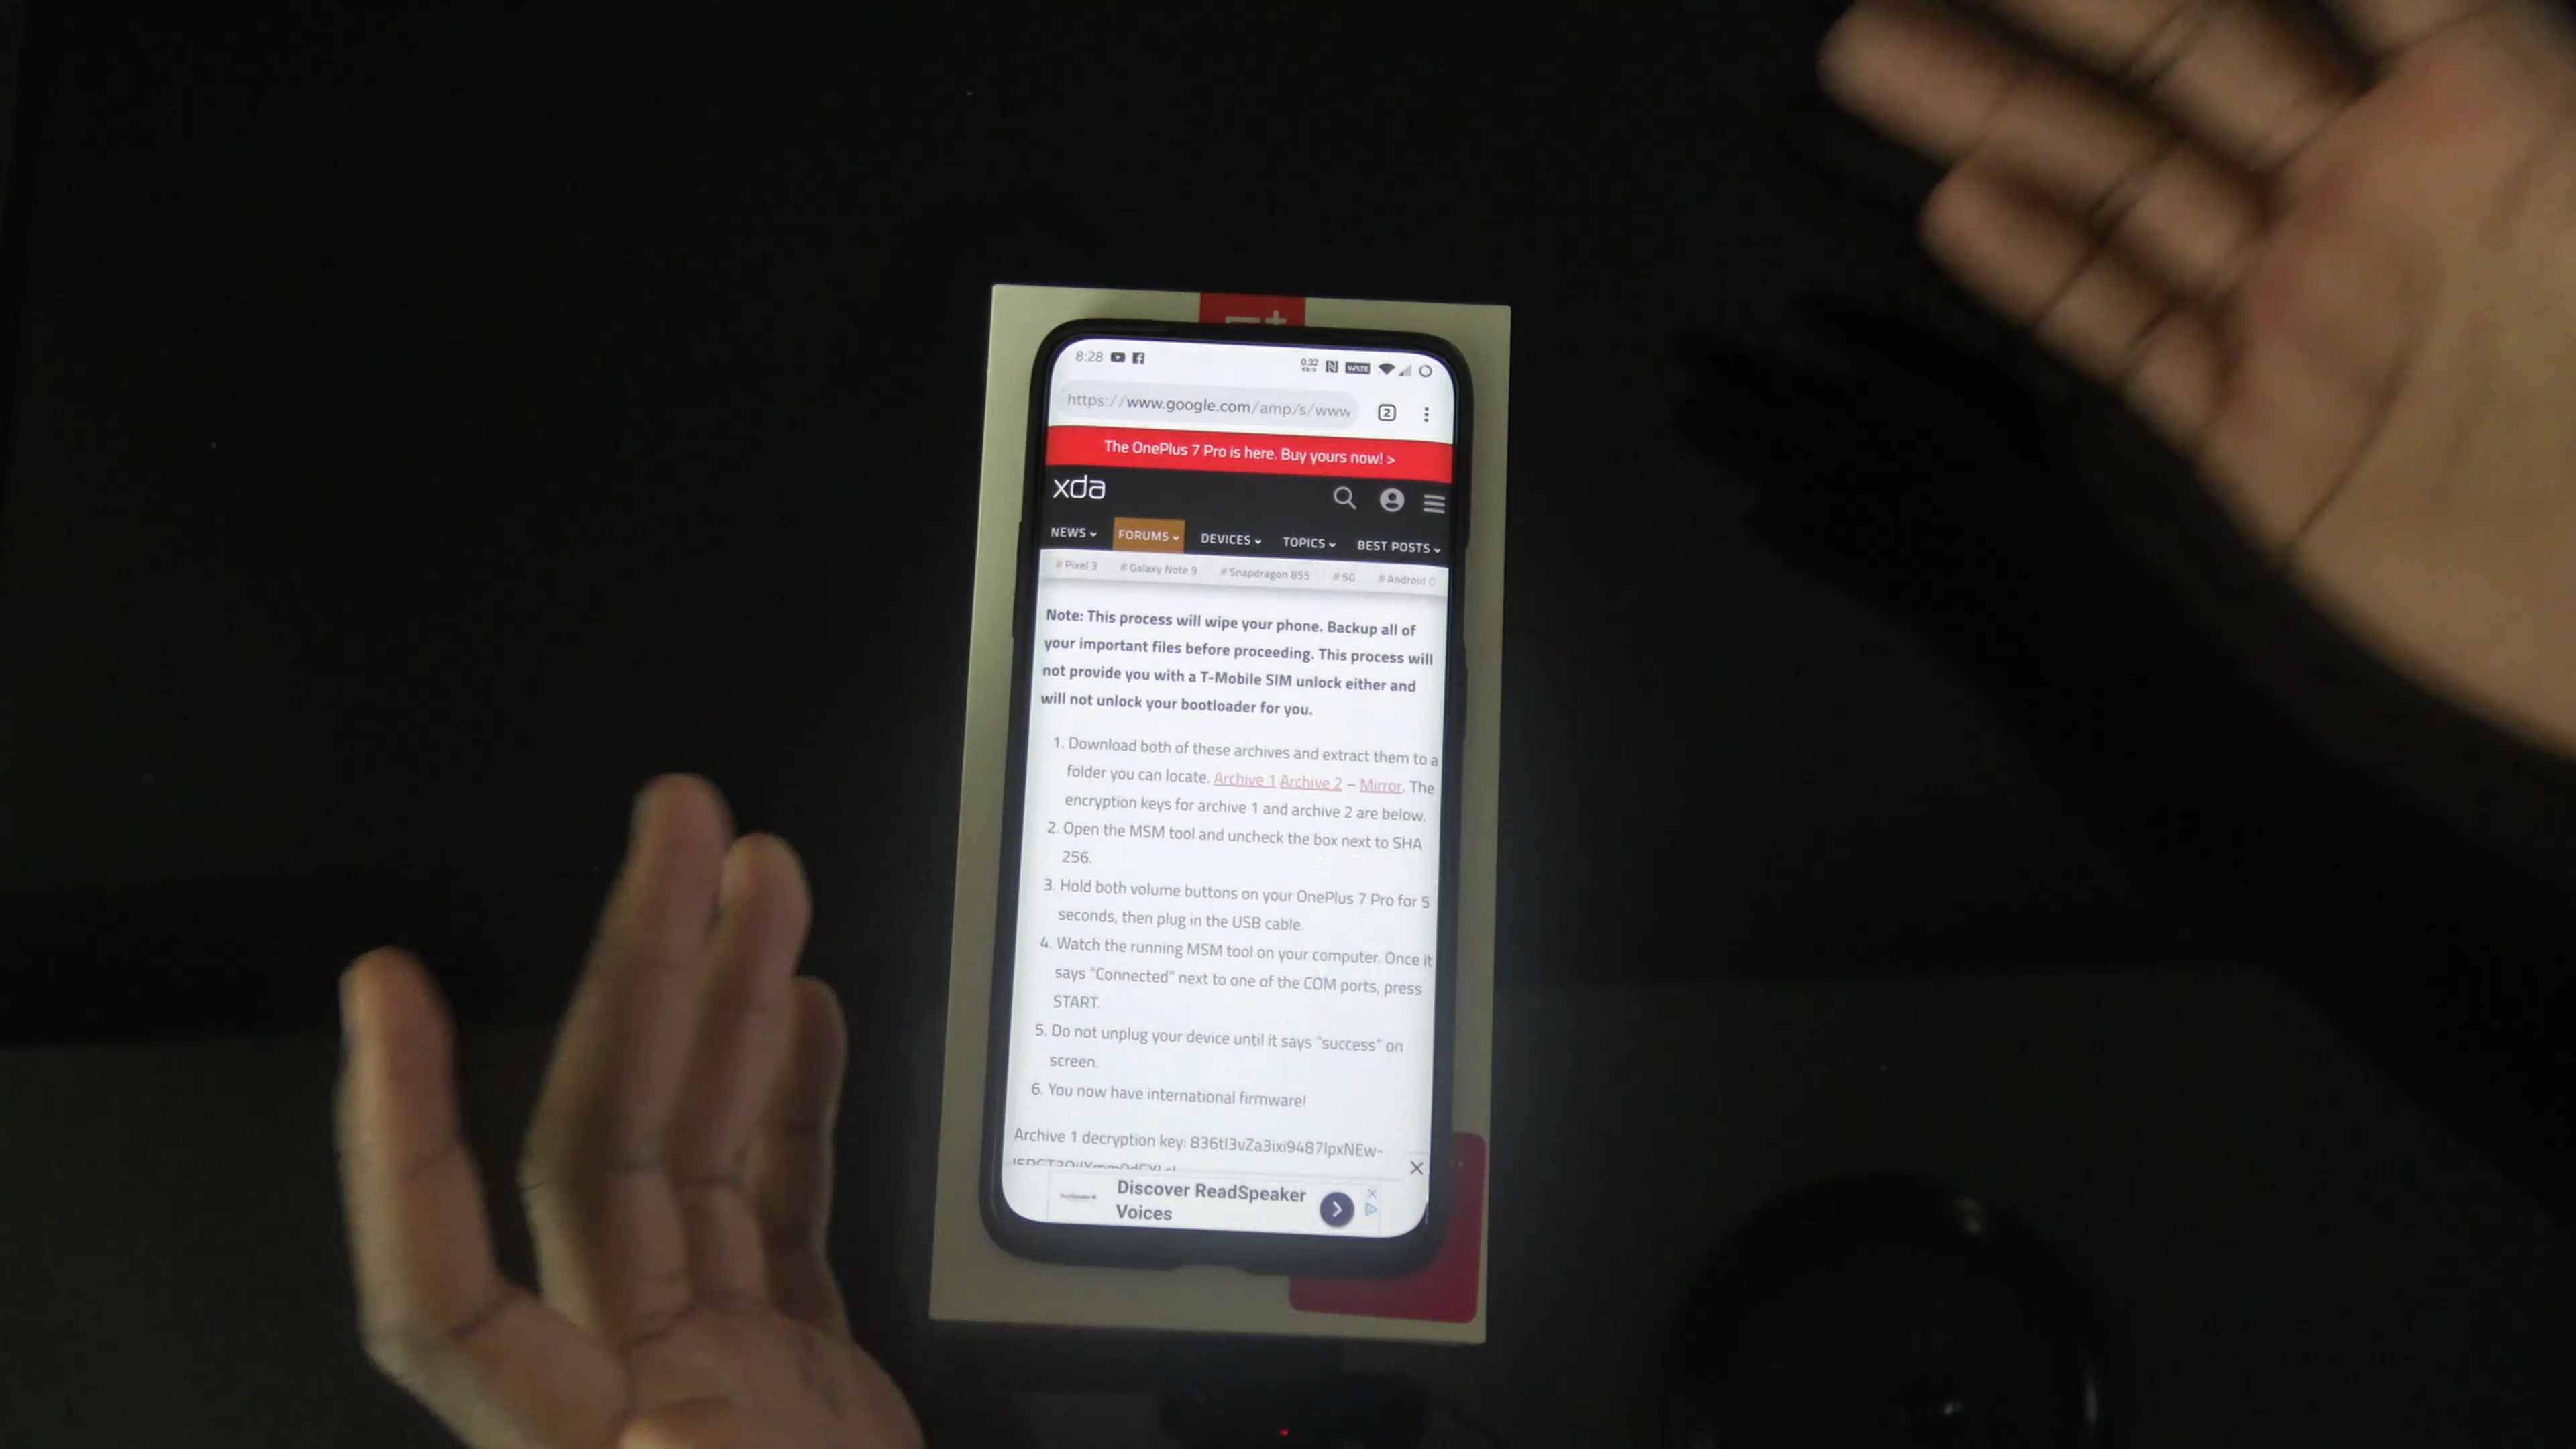 8:28
0.32
KB/S
VoLTE
https://www.google.com/amp/s/www
2
The OnePlus 7 Pro is here. Buy yours now! >
xda
NEWS
FORUMS
DEVICES
TOPICS
BEST POSTS
# Pixel 3
# Galaxy Note 9
# Snapdragon 855
# 5G
# Android Q
Note: This process will wipe your phone. Backup all of
your important files before proceeding. This process will
not provide you with a T-Mobile SIM unlock either and
will not unlock your bootloader for you.
1. Download both of these archives and extract them to a
folder you can locate. Archive 1 Archive 2 – Mirror. The
encryption keys for archive 1 and archive 2 are below.
2. Open the MSM tool and uncheck the box next to SHA
256.
3. Hold both volume buttons on your OnePlus 7 Pro for 5
seconds, then plug in the USB cable.
4. Watch the running MSM tool on your computer. Once it
says "Connected" next to one of the COM ports, press
START.
5. Do not unplug your device until it says "success" on
screen.
6. You now have international firmware!
Archive 1 decryption key:
Discover ReadSpeaker
Voices